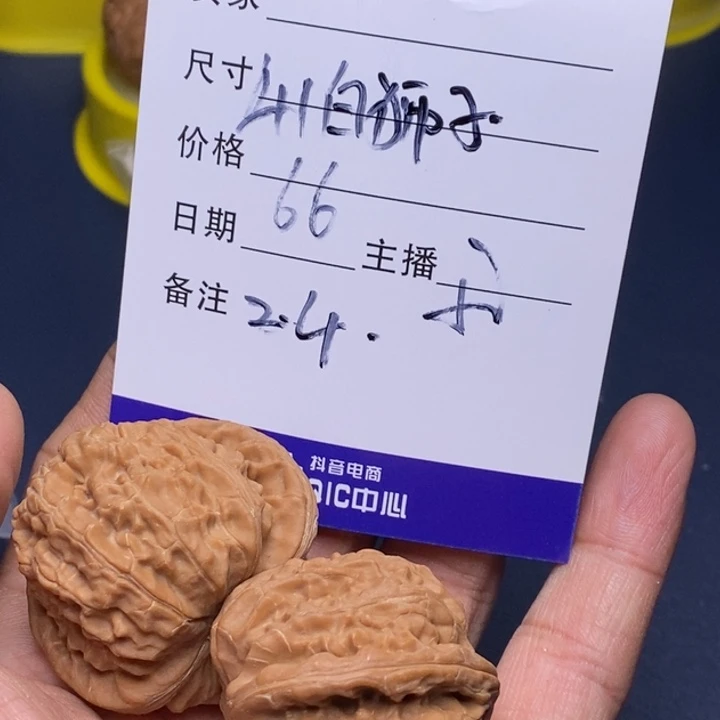 尺寸 41白狮子
价格 66
日期 主播
备注 24.
抖音电商
QIC中心